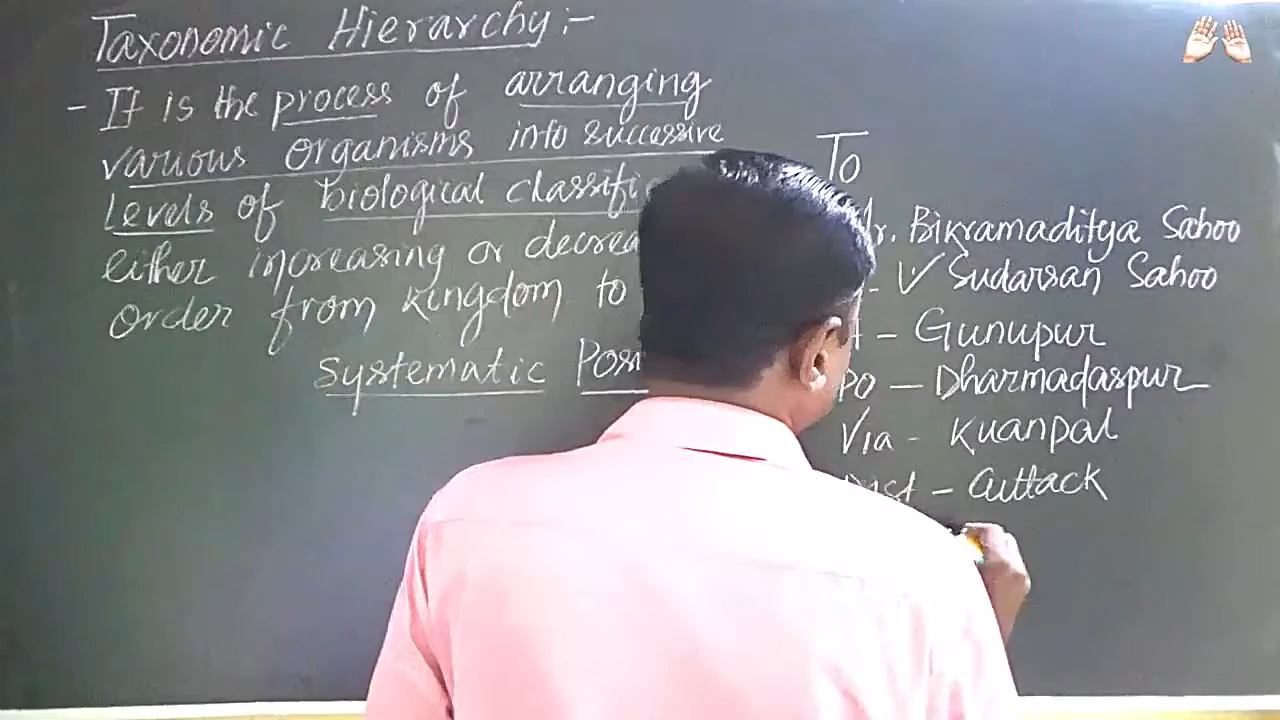 Taxonomic Hierarchy:-
- It is the process of arranging
various organisms into successive
levels of biological classifi
either increasing or decrea
order from kingdom to
Systematic Posi
To
r. Bikramaditya Sahoo
- Sudarsan Sahoo
- Gunupur
PO - Dharmadaspur
Via - Kuanpal
Dist - Cuttack